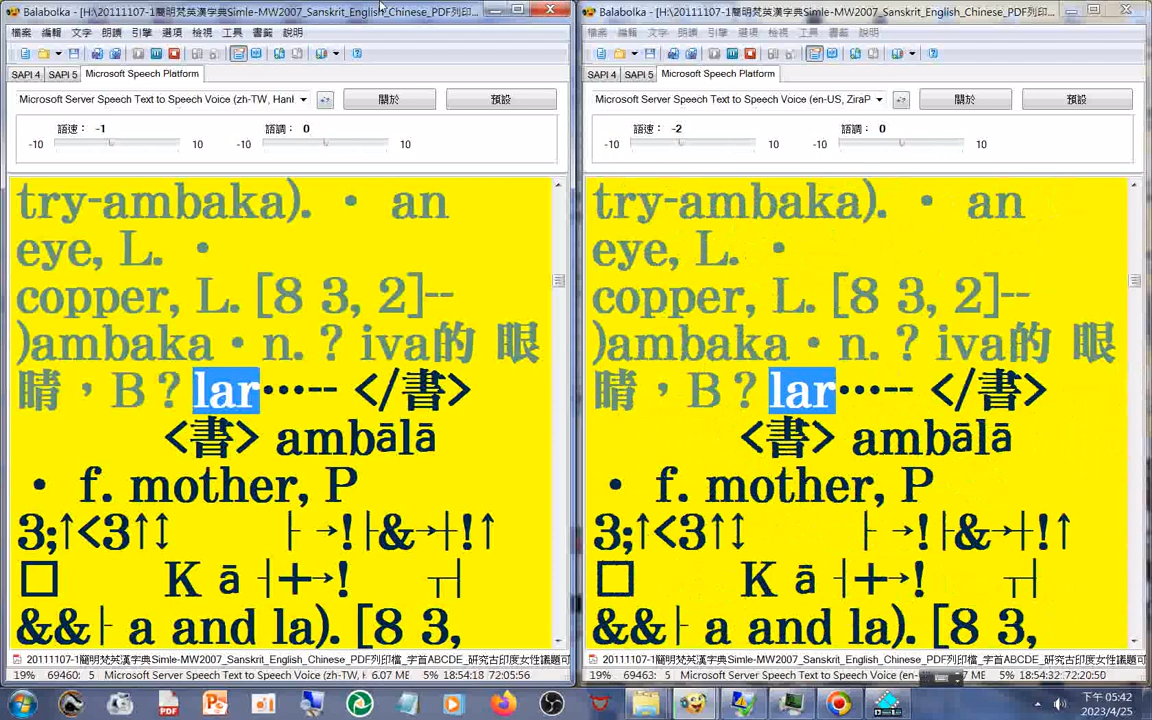 Balabolka - [H:\20111107-1簡明梵英漢字典Simle-MW2007_Sanskrit_English_Chinese_PDF列印...
檔案 編輯 文字 朗讀 引擎 選項 檢視 工具 書籤 說明
SAPI 4 SAPI 5 Microsoft Speech Platform
Microsoft Server Speech Text to Speech Voice (zh-TW, Hanl 關於 預設
語速： -1 語調： 0
-10 10 -10 10
try-ambaka). • an
eye, L. •
copper, L. [8 3, 2]--
)ambaka • n. ? iva的 眼
睛，B ? lar…-- </書>
<書> ambālā
• f. mother, P
3;↑<3↑↕ ├ →!├&→┼!↑
□ K ā ┤+→! ┬┤
&&├ a and la). [8 3,
20111107-1簡明梵英漢字典Simle-MW2007_Sanskrit_English_Chinese_PDF列印檔_字首ABCDE_研究古印度女性議題可
19% 69460: 5 Microsoft Server Speech Text to Speech Voice (zh-TW, H 6.07 ME 5% 18:54:18 72:05:56
Balabolka - [H:\20111107-1簡明梵英漢字典Simle-MW2007_Sanskrit_English_Chinese_PDF列印...
檔案 編輯 文字 朗讀 引擎 選項 檢視 工具 書籤 說明
SAPI 4 SAPI 5 Microsoft Speech Platform
Microsoft Server Speech Text to Speech Voice (en-US, ZiraP 關於 預設
語速： -2 語調： 0
-10 10 -10 10
try-ambaka). • an
eye, L. •
copper, L. [8 3, 2]--
)ambaka • n. ? iva的 眼
睛，B ? lar…-- </書>
<書> ambālā
• f. mother, P
3;↑<3↑↕ ├ →!├&→┼!↑
□ K ā ┤+→! ┬┤
&&├ a and la). [8 3,
20111107-1簡明梵英漢字典Simle-MW2007_Sanskrit_English_Chinese_PDF列印檔_字首ABCDE_研究古印度女性議題可
19% 69463: 5 Microsoft Server Speech Text to Speech Voice (en-US, 5% 18:54:32 72:20:50
下午 05:42
2023/4/25